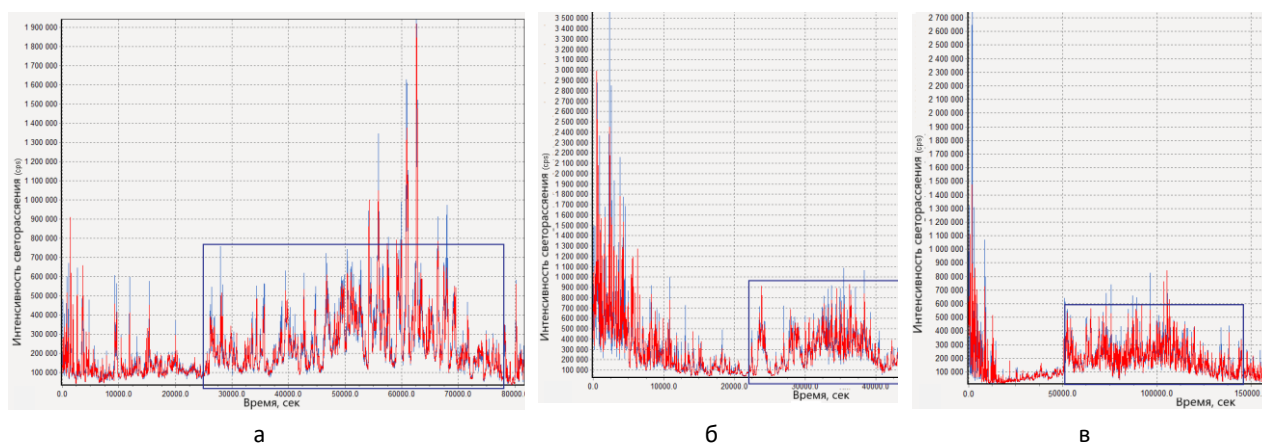 1 900 000
1 800 000
1 700 000
1 600 000
1 500 000
1 400 000
1 300 000
1 200 000
1 100 000
1 000 000
900 000
800 000
700 000
600 000
500 000
400 000
300 000
200 000
100 000
Интенсивность светорассяения (cps)
0.0 10000.0 20000.0 30000.0 40000.0 50000.0 60000.0 70000.0 80000.
Время, сек
а
3 500 000
3 400 000
3 300 000
3 200 000
3 100 000
3 000 000
2 900 000
2 800 000
2 700 000
2 600 000
2 500 000
2 400 000
2 300 000
2 200 000
2 100 000
2 000 000
1 900 000
1 800 000
1 700 000
1 600 000
1 500 000
1 400 000
1 300 000
1 200 000
1 100 000
1 000 000
900 000
800 000
700 000
600 000
500 000
400 000
300 000
200 000
100 000
Интенсивность светорассяения (cps)
0.0 10000.0 20000.0 30000.0 40000.0
Время, сек
б
2 700 000
2 600 000
2 500 000
2 400 000
2 300 000
2 200 000
2 100 000
2 000 000
1 900 000
1 800 000
1 700 000
1 600 000
1 500 000
1 400 000
1 300 000
1 200 000
1 100 000
1 000 000
900 000
800 000
700 000
600 000
500 000
400 000
300 000
200 000
100 000
Интенсивность светорассяения (cps)
0.0 50000.0 100000.0 150000.
Время, сек
в